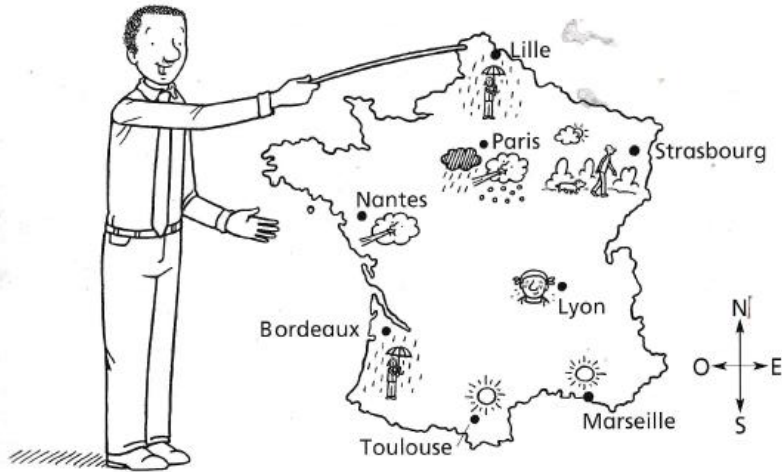 Lille
Paris
Strasbourg
Nantes
Lyon
Bordeaux
N
O E
S
Marseille
Toulouse